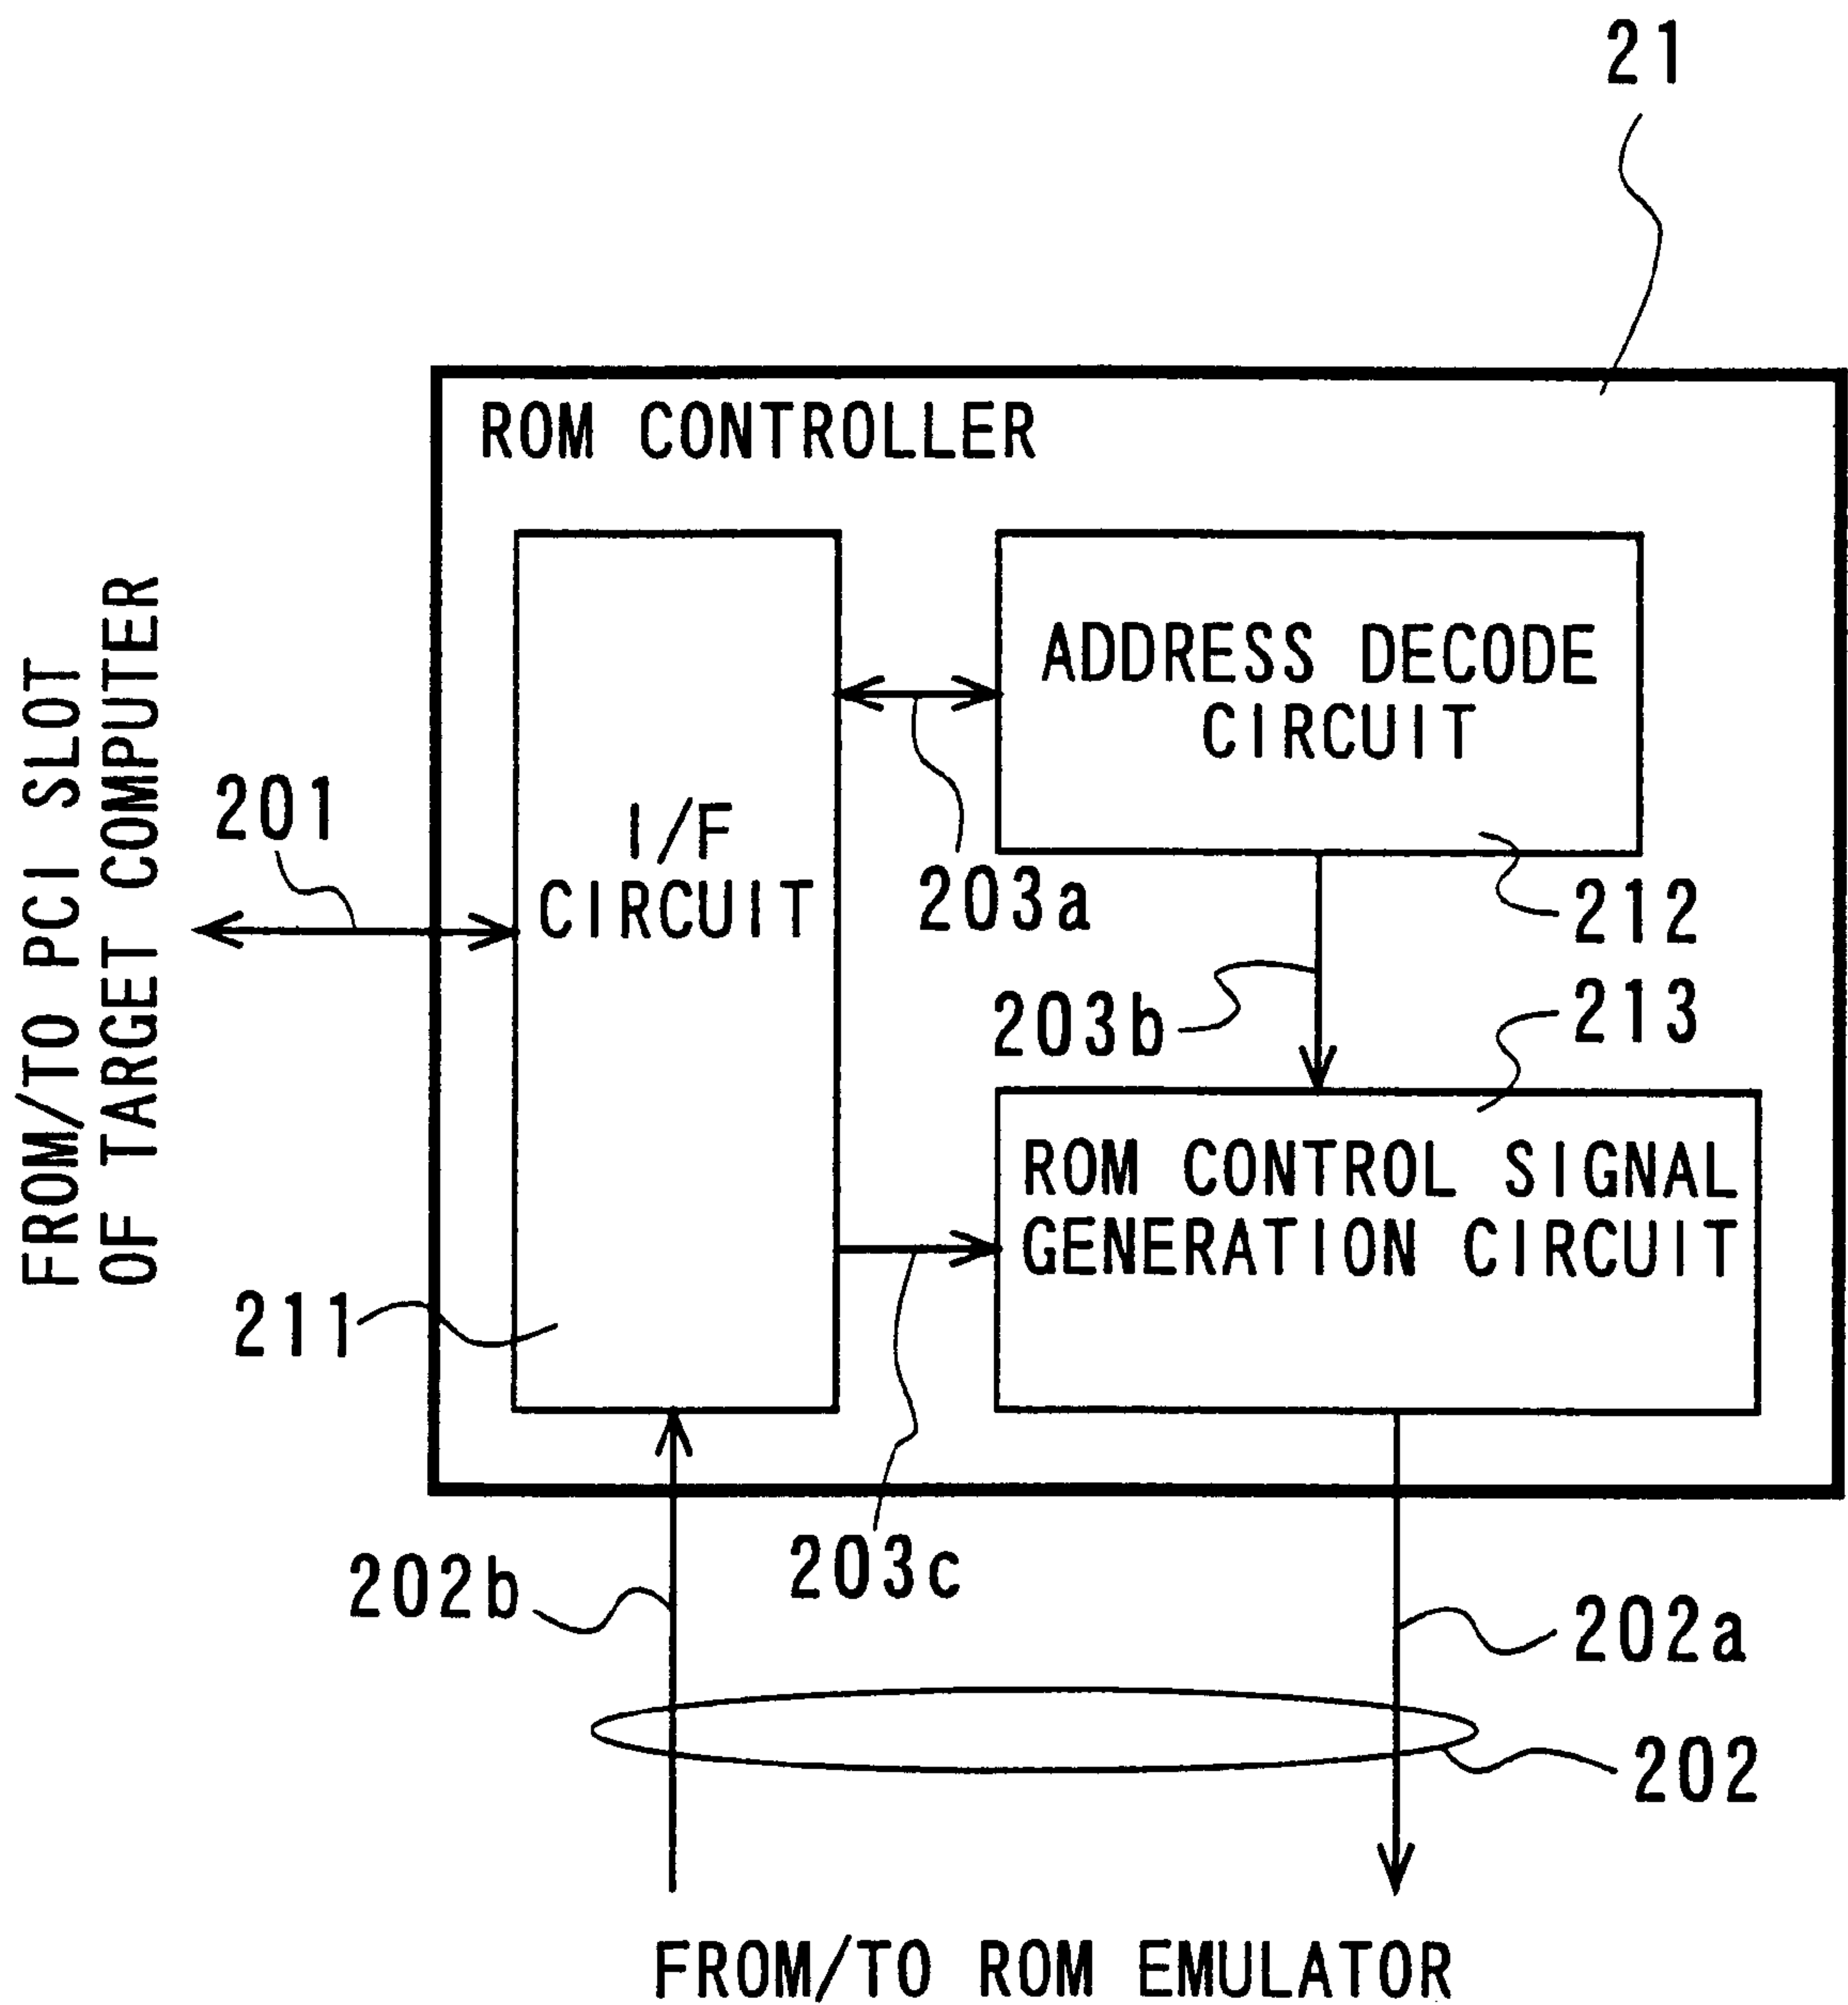 21
ROM CONTROLLER
FROM/TO PCI SLOT
OF TARGET COMPUTER
201
I/F
CIRCUIT
ADDRESS DECODE
CIRCUIT
203a
212
203b
213
ROM CONTROL SIGNAL
GENERATION CIRCUIT
211
203c
202b
202a
202
FROM/TO ROM EMULATOR